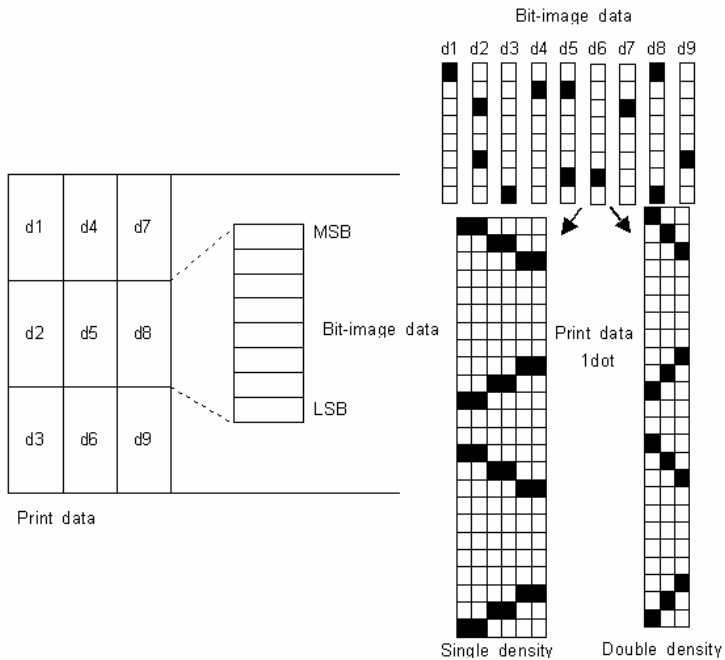 Bit-image data
d1 d2 d3 d4 d5 d6 d7 d8 d9
d1 d4 d7
d2 d5 d8
d3 d6 d9
MSB
Bit-image data
LSB
Print data
Print data
1dot
Single density
Double density